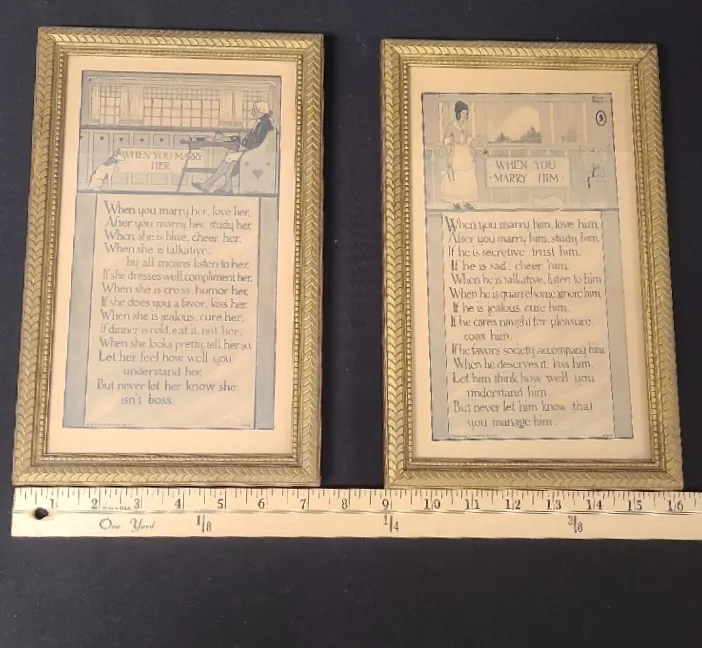 WHEN YOU MARRY
HER
When you marry her, love her,
After you marry her, study her,
When she is blue, cheer her,
When she is talkative,
by all means listen to her,
If she dresses well, compliment her,
When she is cross, humor her,
If she does you a favor, kiss her,
When she is jealous, cure her,
If dinner is cold, eat it, not her,
When she looks pretty, tell her so,
Let her feel how well you
understand her,
But never let her know she
isn't boss.
WHEN YOU
MARRY HIM
When you marry him, love him,
After you marry him, study him,
If he is secretive trust him,
If he is sad, cheer him,
When he is talkative, listen to him
When he is quarrelsome ignore him,
If he is jealous cure him,
If he cares naught for pleasure,
coax him,
If he favors society accompany him,
When he deserves it, kiss him,
Let him think how well you
understand him,
But never let him know that
you manage him.
1 2 3 4 5 6 7 8 9 10 11 12 13 14 15 16
One Yard 1/8 1/4 3/8